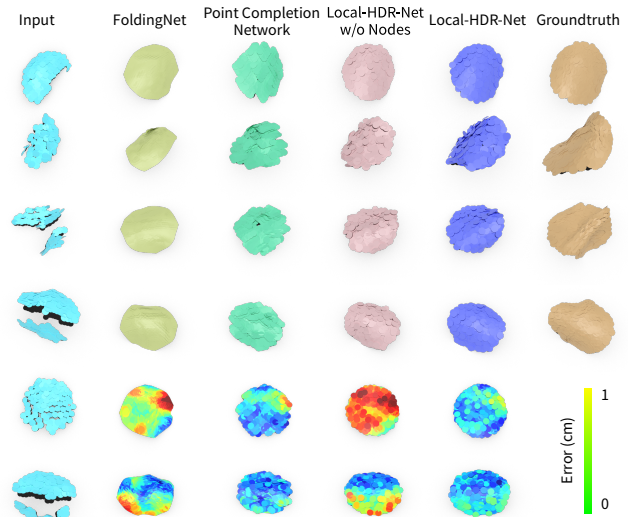 Input
FoldingNet
Point Completion
Network
Local-HDR-Net
w/o Nodes
Local-HDR-Net
Groundtruth
1
Error (cm)
0